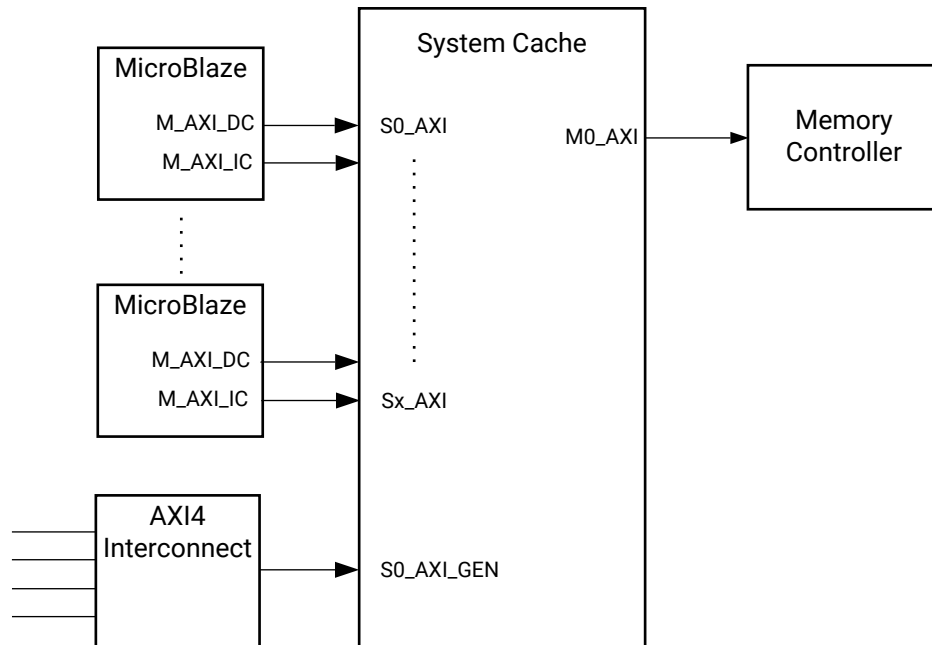 System Cache
MicroBlaze
M_AXI_DC
M_AXI_IC
S0_AXI
M0_AXI
Memory
Controller
MicroBlaze
M_AXI_DC
M_AXI_IC
Sx_AXI
AXI4
Interconnect
S0_AXI_GEN